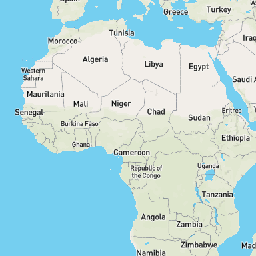 Greece
Turkey
Tunisia
Morocco
Iraq
Algeria
Libya
Egypt
Western
Sahara
Saudi A
Mauritania
Mali
Niger
Chad
Sudan
Eritrea
Senegal
Burkina Faso
Ethiopia
Ghana
Cameroon
Republic of
the Congo
Uganda
Tanzania
Angola
Zambia
Zimbabwe
Namibia